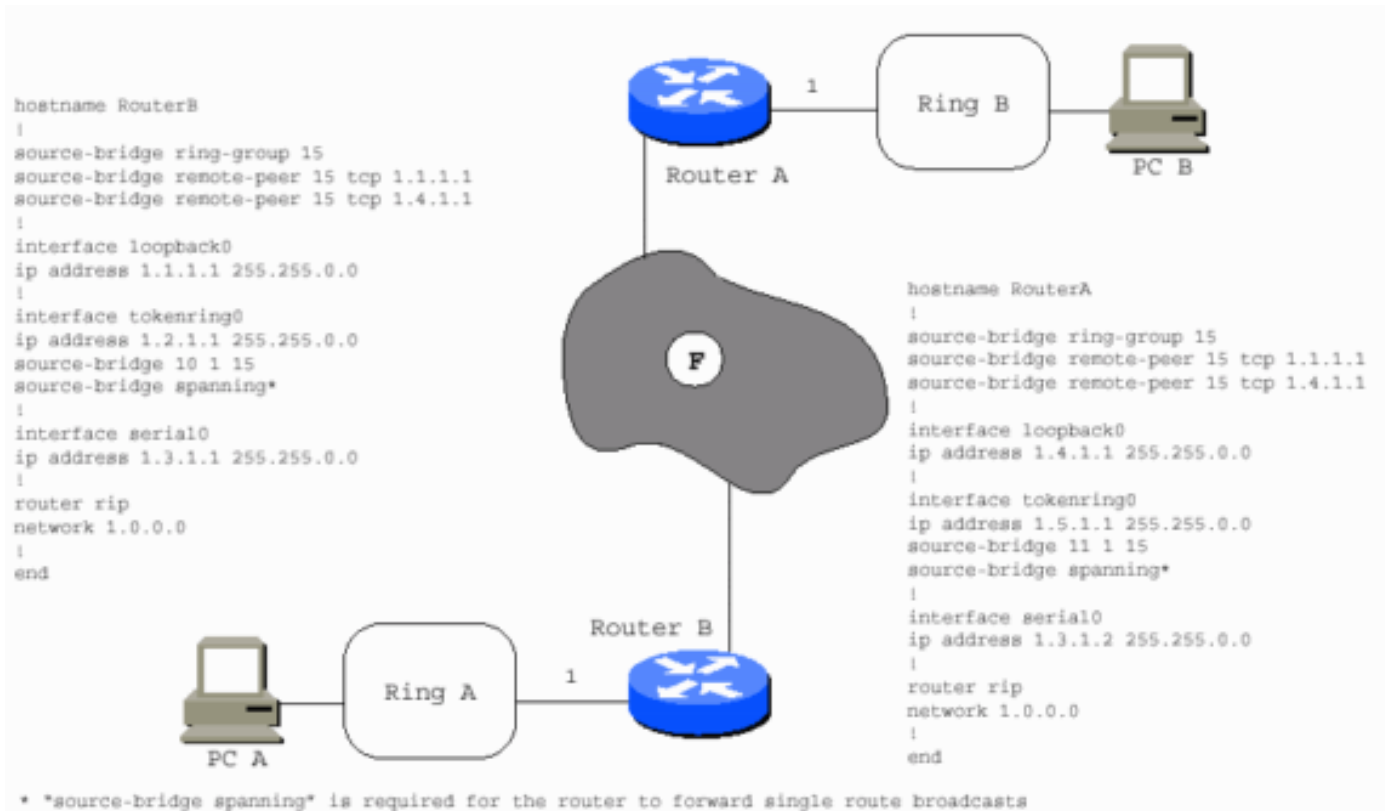 hostname RouterB
!
source-bridge ring-group 15
source-bridge remote-peer 15 tcp 1.1.1.1
source-bridge remote-peer 15 tcp 1.4.1.1
!
interface loopback0
ip address 1.1.1.1 255.255.0.0
!
interface tokenring0
ip address 1.2.1.1 255.255.0.0
source-bridge 10 1 15
source-bridge spanning*
!
interface serial0
ip address 1.3.1.1 255.255.0.0
!
router rip
network 1.0.0.0
!
end
Router A
1
Ring B
PC B
F
hostname RouterA
!
source-bridge ring-group 15
source-bridge remote-peer 15 tcp 1.1.1.1
source-bridge remote-peer 15 tcp 1.4.1.1
!
interface loopback0
ip address 1.4.1.1 255.255.0.0
!
interface tokenring0
ip address 1.5.1.1 255.255.0.0
source-bridge 11 1 15
source-bridge spanning*
!
interface serial0
ip address 1.3.1.2 255.255.0.0
!
router rip
network 1.0.0.0
!
end
Router B
1
Ring A
PC A
* "source-bridge spanning" is required for the router to forward single route broadcasts